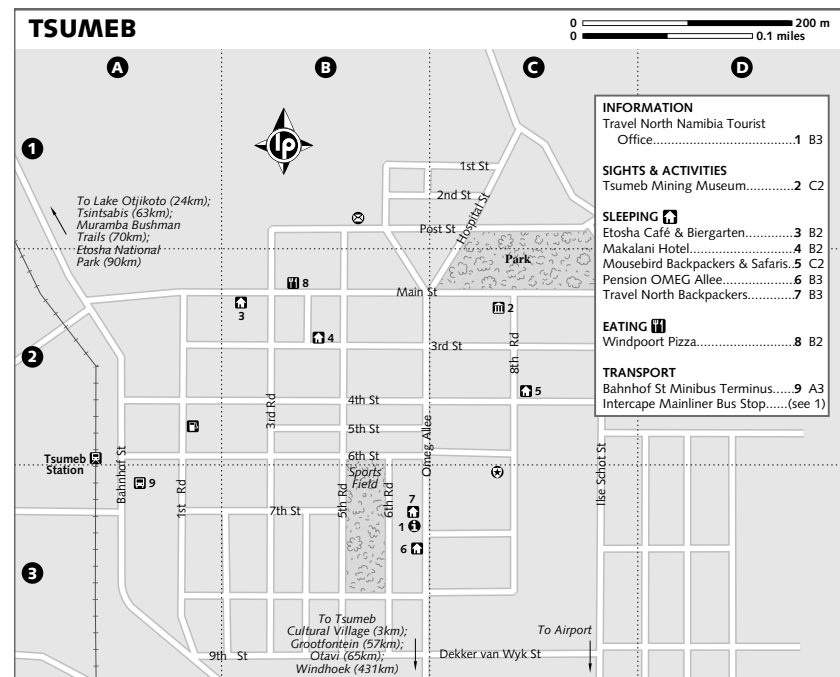 TSUMEB
0 200 m
0 0.1 miles
A
B
C
D
1
2
3
lp
INFORMATION
Travel North Namibia Tourist
Office...............................1 B3
SIGHTS & ACTIVITIES
Tsumeb Mining Museum............2 C2
SLEEPING
Etosha Café & Biergarten............3 B2
Makalani Hotel............................4 B2
Mousebird Backpackers & Safaris..5 C2
Pension OMEG Allee...................6 B3
Travel North Backpackers............7 B3
EATING
Windpoort Pizza.........................8 B2
TRANSPORT
Bahnhof St Minibus Terminus......9 A3
Intercape Mainliner Bus Stop......(see 1)
To Lake Otjikoto (24km);
Tsintsabis (63km);
Muramba Bushman
Trails (70km);
Etosha National
Park (90km)
1st St
2nd St
Post St
Hospital St
Park
Main St
8
3
2
4
3rd St
8th Rd
5
4th St
3rd Rd
5th St
Omeg Allee
6th St
Tsumeb
Station
Bahnhof St
9
1st Rd
Sports
Field
5th Rd
6th Rd
7th St
7
1
6
Ilse Schot St
To Tsumeb
Cultural Village (3km);
Grootfontein (57km);
Otavi (65km);
Windhoek (431km)
To Airport
9th St
Dekker van Wyk St